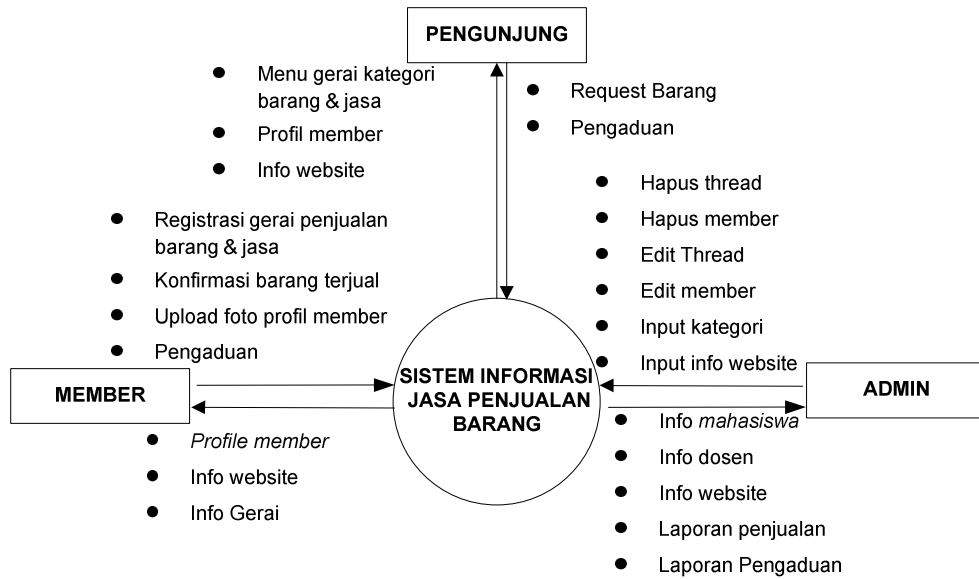 PENGUNJUNG
Menu gerai kategori
barang & jasa
Profil member
Info website
Request Barang
Pengaduan
Registrasi gerai penjualan
barang & jasa
Konfirmasi barang terjual
Upload foto profil member
Pengaduan
Hapus thread
Hapus member
Edit Thread
Edit member
Input kategori
Input info website
MEMBER
SISTEM INFORMASI
JASA PENJUALAN
BARANG
ADMIN
Profile member
Info website
Info Gerai
Info mahasiswa
Info dosen
Info website
Laporan penjualan
Laporan Pengaduan